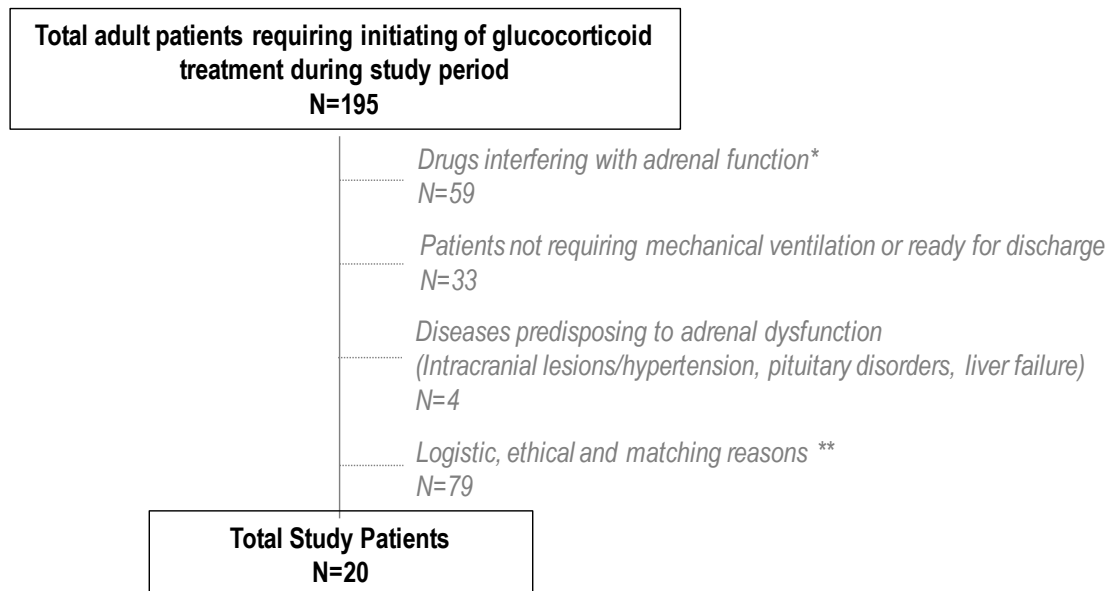 Total adult patients requiring initiating of glucocorticoid
treatment during study period
N=195
Drugs interfering with adrenal function*
N=59
Patients not requiring mechanical ventilation or ready for discharge
N=33
Diseases predisposing to adrenal dysfunction
(Intracranial lesions/hypertension, pituitary disorders, liver failure)
N=4
Logistic, ethical and matching reasons **
N=79
Total Study Patients
N=20